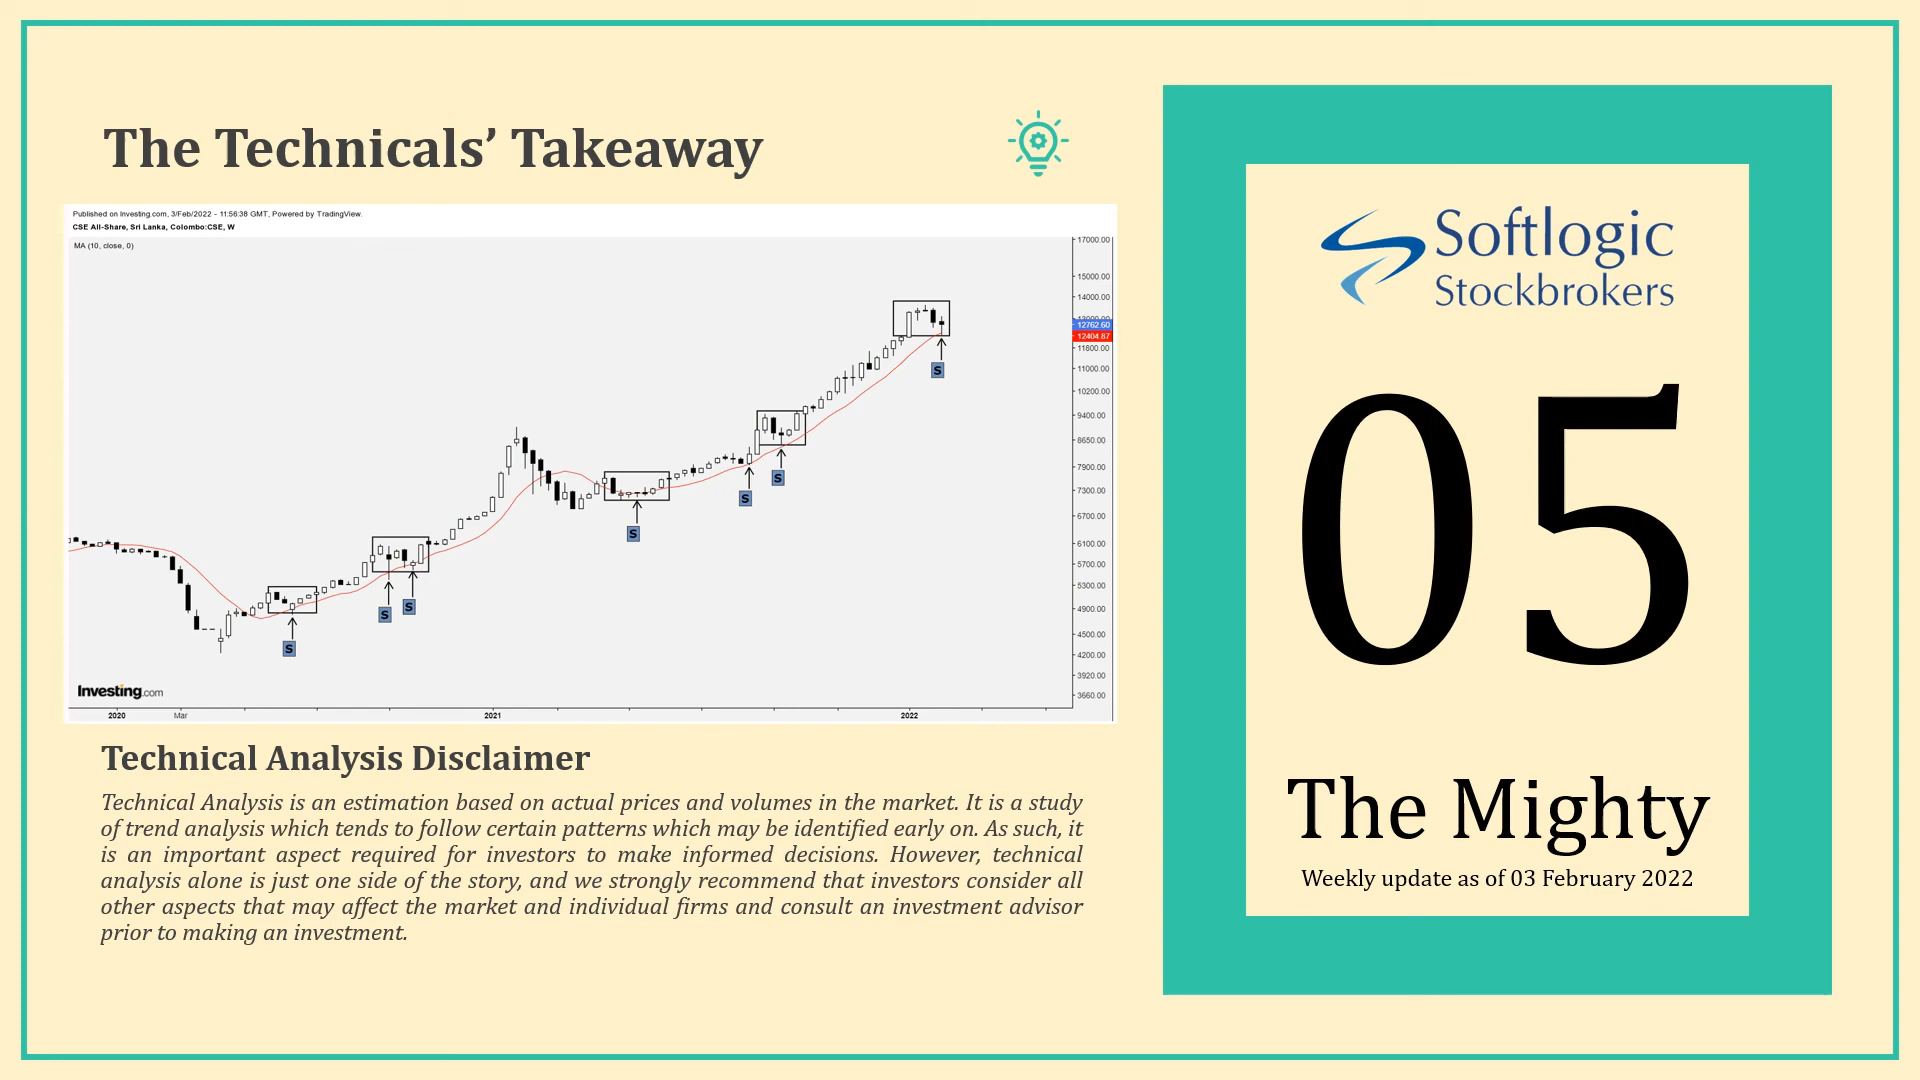 The Technicals’ Takeaway
Published on Investing.com, 3/Feb/2022 - 11:56:38 GMT, Powered by TradingView.
CSE All-Share, Sri Lanka, Colombo:CSE, W
MA (10, close, 0)
17000.00
15000.00
14000.00
13000.00
12762.60
12404.87
11800.00
11000.00
10200.00
9400.00
8650.00
7900.00
7300.00
6700.00
6100.00
5700.00
5300.00
4900.00
4500.00
4200.00
3920.00
3660.00
S
S
S
S
S
S
S
S
Investing.com
2020 Mar 2021 2022
Technical Analysis Disclaimer
Technical Analysis is an estimation based on actual prices and volumes in the market. It is a study
of trend analysis which tends to follow certain patterns which may be identified early on. As such, it
is an important aspect required for investors to make informed decisions. However, technical
analysis alone is just one side of the story, and we strongly recommend that investors consider all
other aspects that may affect the market and individual firms and consult an investment advisor
prior to making an investment.
Softlogic
Stockbrokers
05
The Mighty
Weekly update as of 03 February 2022